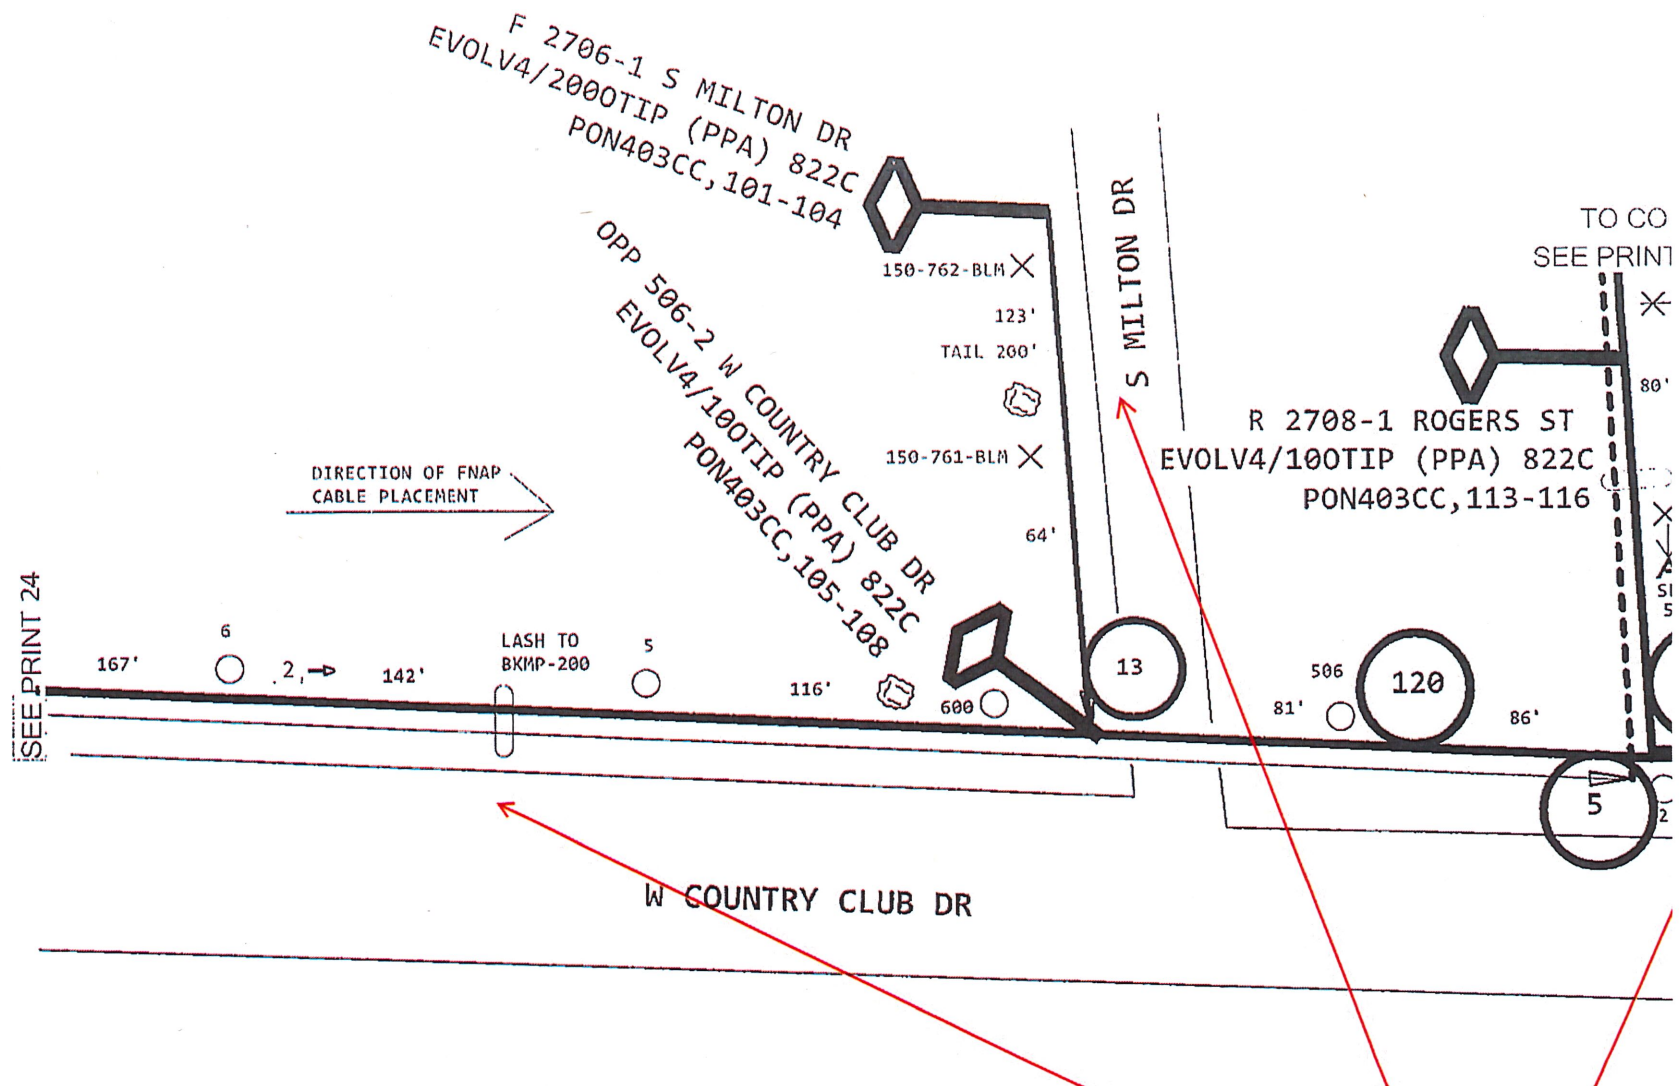 F 2706-1 S MILTON DR
EVOLV4/200OTIP (PPA) 822C
PON403CC,101-104
OPP 506-2 W COUNTRY CLUB DR
EVOLV4/100TIP (PPA) 822C
PON403CC,105-108
150-762-BLM
123'
TAIL 200'
150-761-BLM
64'
S MILTON DR
TO CO
SEE PRINT
80'
R 2708-1 ROGERS ST
EVOLV4/100TIP (PPA) 822C
PON403CC,113-116
DIRECTION OF FNAP
CABLE PLACEMENT
SEE PRINT 24
167'
6
2,
142'
LASH TO
BKMP-200
5
116'
600
13
81'
506
120
86'
5
2
W COUNTRY CLUB DR